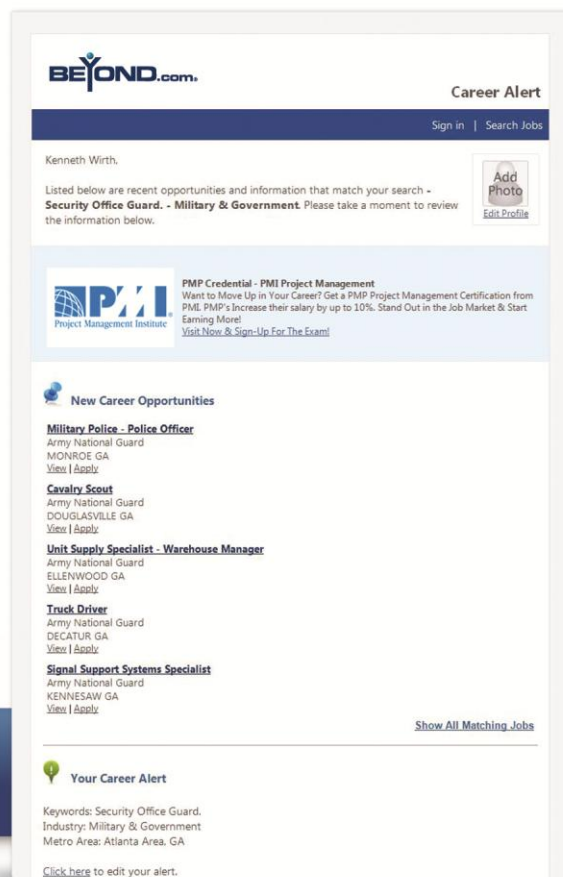 BEYOND.com.
Career Alert
Sign in | Search Jobs
Kenneth Wirth,
Listed below are recent opportunities and information that match your search -
Security Office Guard. - Military & Government. Please take a moment to review
the information below.
Add
Photo
Edit Profile
PMI.
Project Management Institute
PMP Credential - PMI Project Management
Want to Move Up in Your Career? Get a PMP Project Management Certification from
PMI. PMP's Increase their salary by up to 10%. Stand Out in the Job Market & Start
Earning More!
Visit Now & Sign-Up For The Exam!
New Career Opportunities
Military Police - Police Officer
Army National Guard
MONROE GA
View | Apply
Cavalry Scout
Army National Guard
DOUGLASVILLE GA
View | Apply
Unit Supply Specialist - Warehouse Manager
Army National Guard
ELLENWOOD GA
View | Apply
Truck Driver
Army National Guard
DECATUR GA
View | Apply
Signal Support Systems Specialist
Army National Guard
KENNESAW GA
View | Apply
Show All Matching Jobs
Your Career Alert
Keywords: Security Office Guard.
Industry: Military & Government
Metro Area: Atlanta Area, GA
Click here to edit your alert.